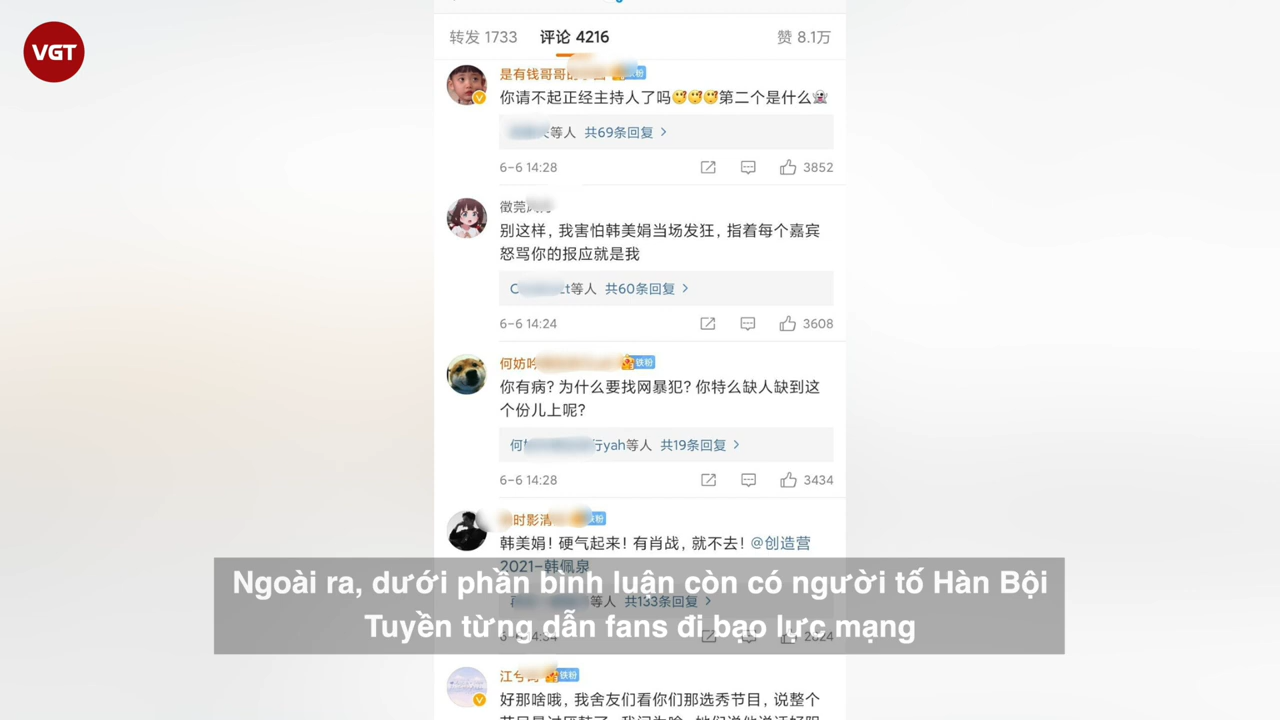 VGT
转发 1733 评论 4216 赞 8.1万
是有钱哥哥的
你请不起正经主持人了吗🥱🥱🥱第二个是什么👻
等人 共69条回复 >
6-6 14:28 3852
徵莞
别这样，我害怕韩美娟当场发狂，指着每个嘉宾
怒骂你的报应就是我
等人 共60条回复 >
6-6 14:24 3608
何妨吟 铁粉
你有病？为什么要找网暴犯？你特么缺人缺到这
个份儿上呢？
何 行yah等人 共19条回复 >
6-6 14:28 3434
时影清
韩美娟！硬气起来！有肖战，就不去！@创造营
2021-韩佩泉
等人 共133条回复 >
Ngoài ra, dưới phần bình luận còn có người tố Hàn Bội
Tuyền từng dẫn fans đi bạo lực mạng
江兮 铁粉
好那啥哦，我舍友们看你们那选秀节目，说整个